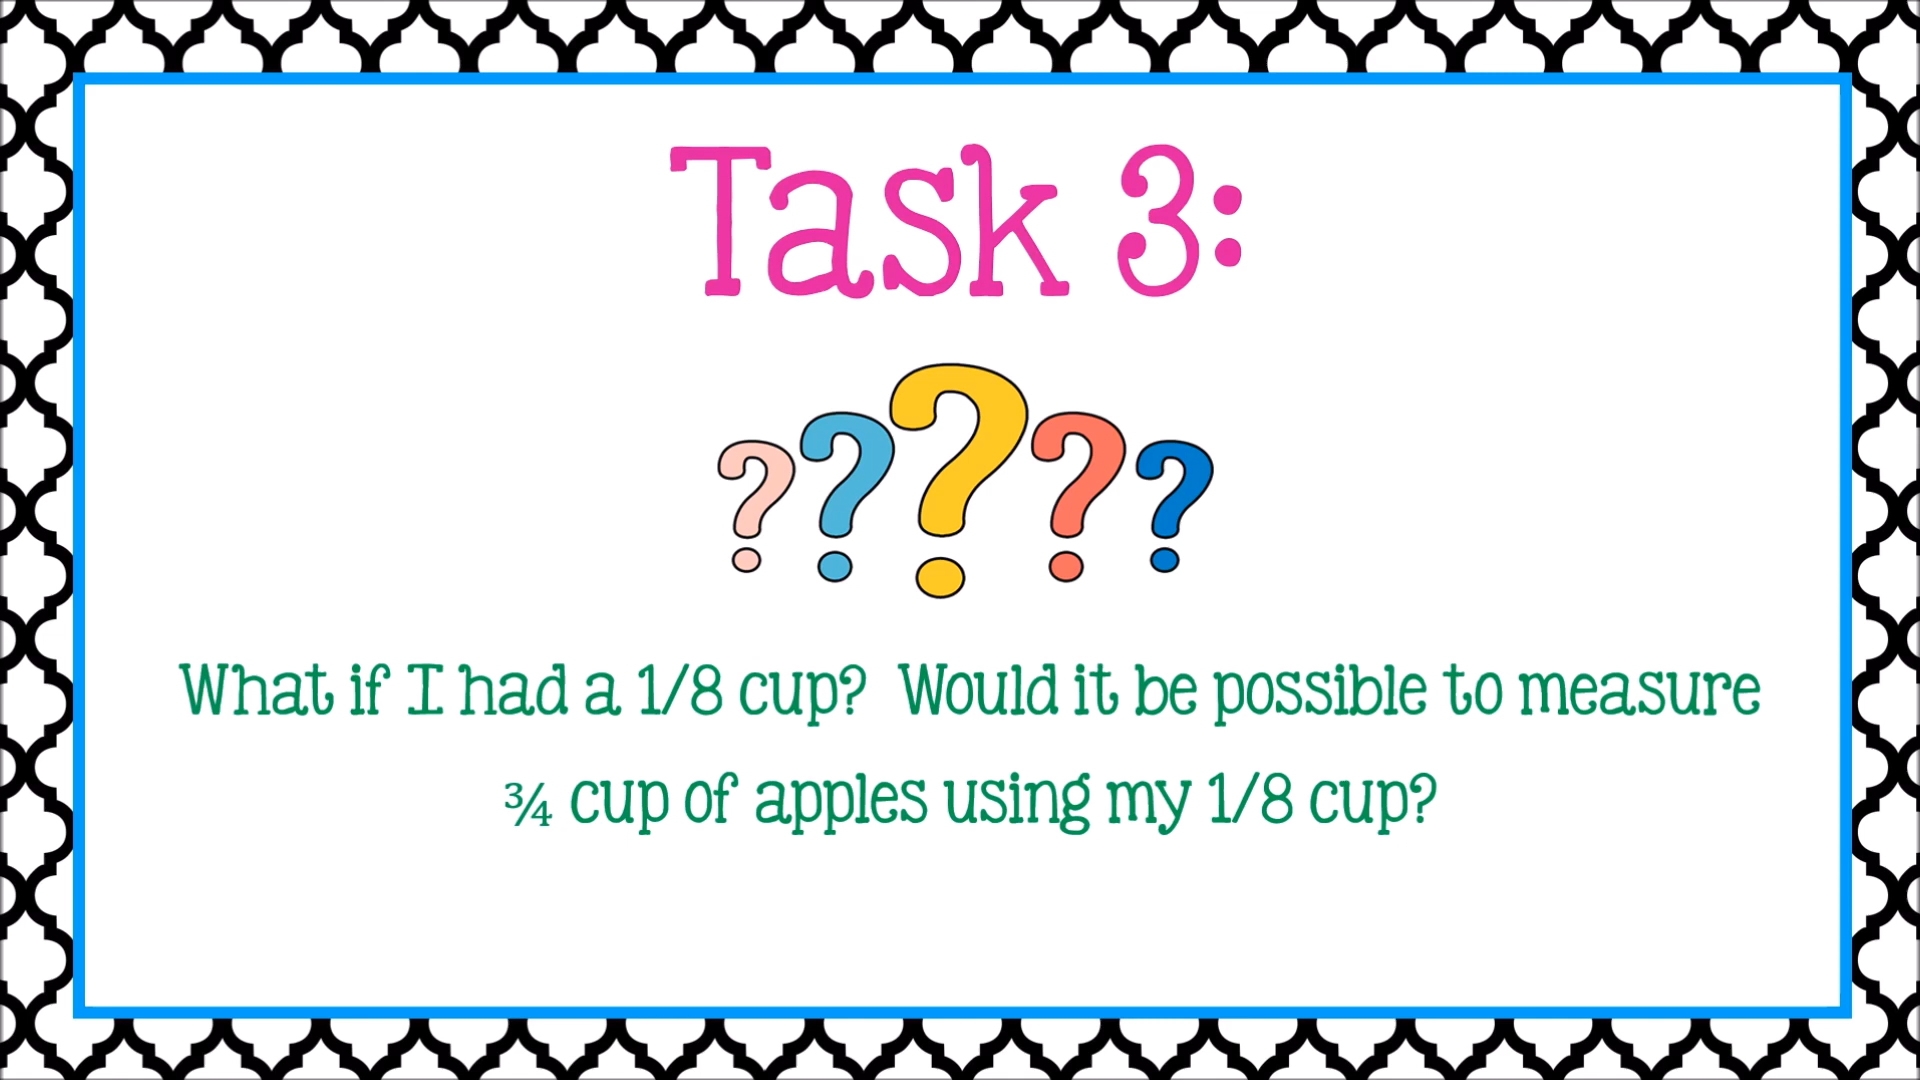 Task 3:
?????
What if I had a 1/8 cup?  Would it be possible to measure
¾ cup of apples using my 1/8 cup?